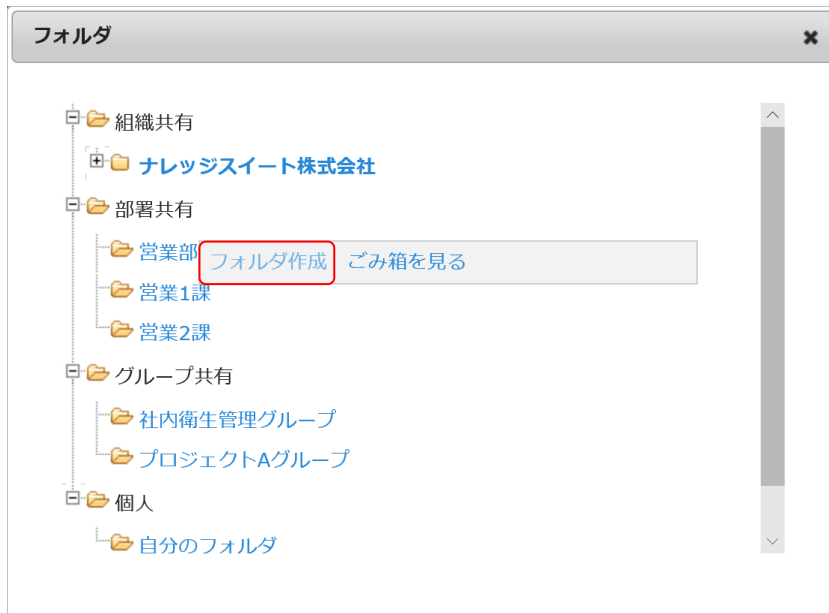 フォルダ
組織共有
ナレッジスイート株式会社
部署共有
営業部
フォルダ作成 ごみ箱を見る
営業1課
営業2課
グループ共有
社内衛生管理グループ
プロジェクトAグループ
個人
自分のフォルダ